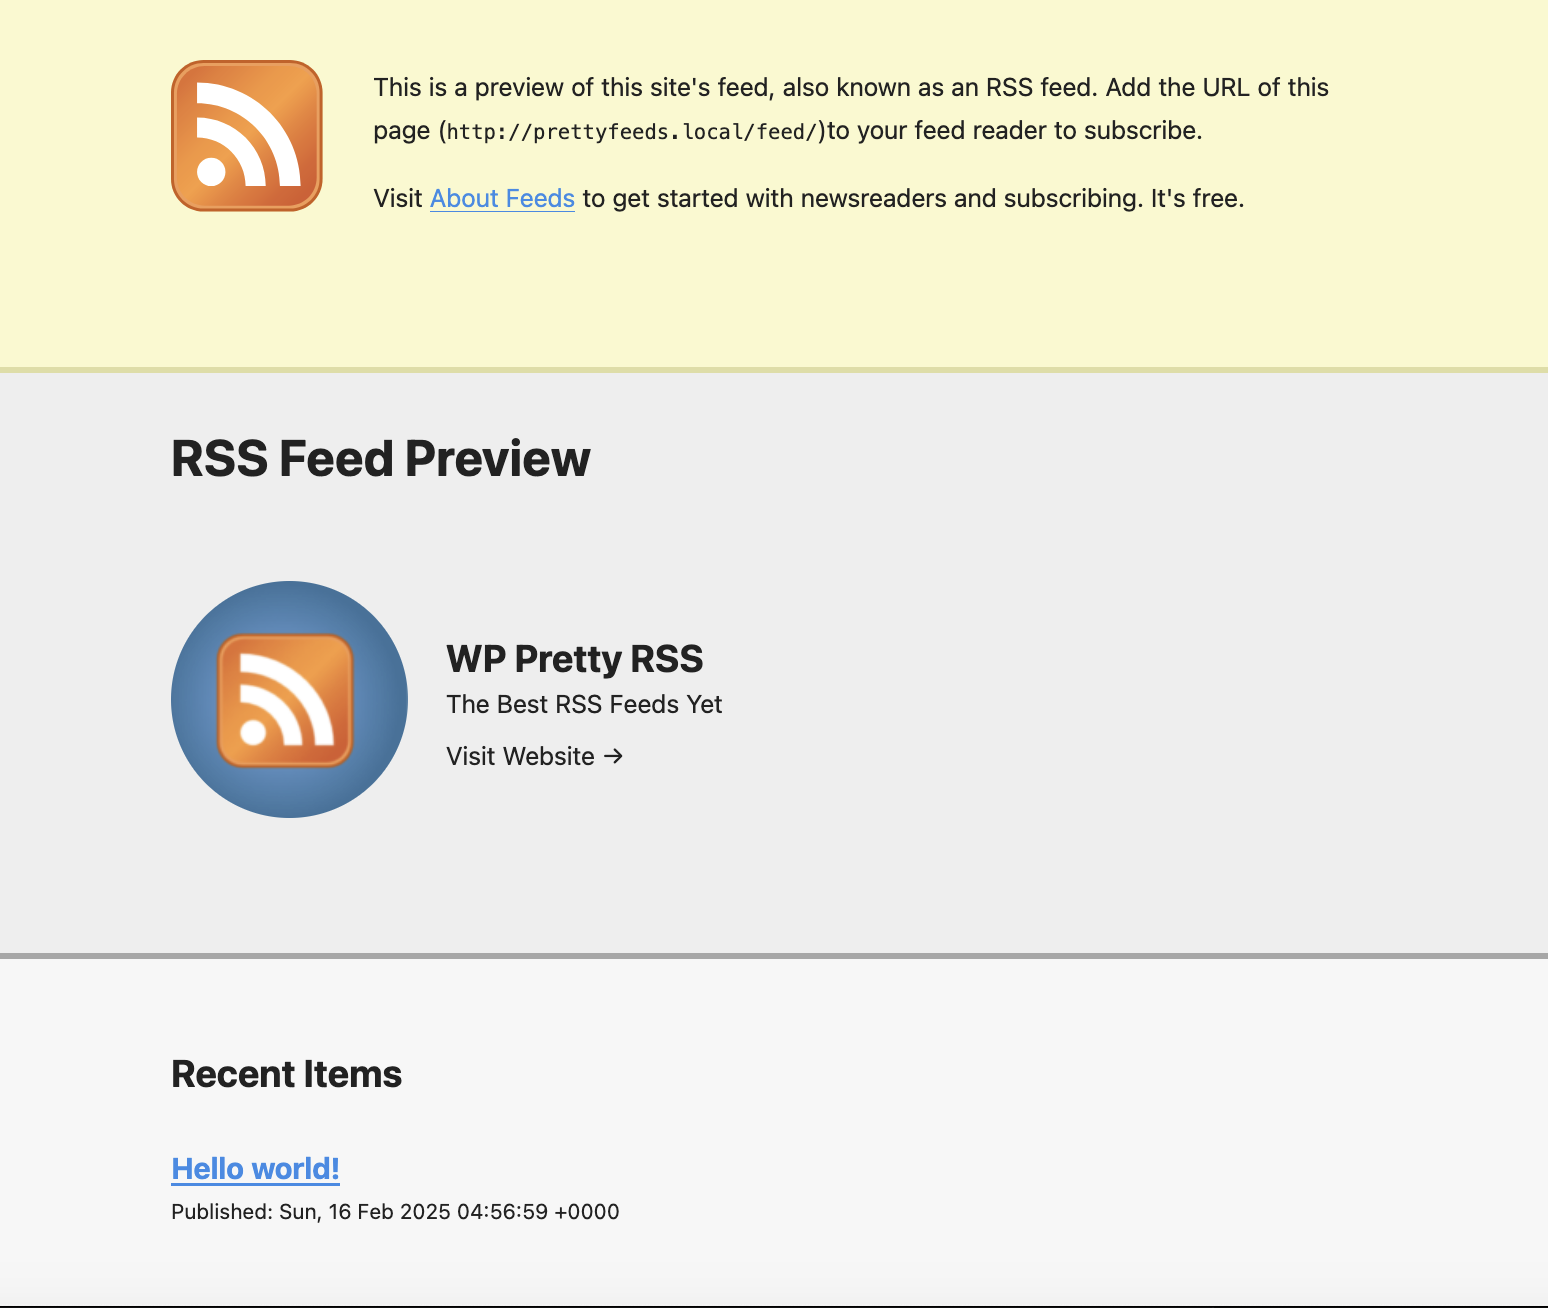 This is a preview of this site's feed, also known as an RSS feed. Add the URL of this
page (http://prettyfeeds.local/feed/)to your feed reader to subscribe.
Visit About Feeds to get started with newsreaders and subscribing. It's free.
RSS Feed Preview
WP Pretty RSS
The Best RSS Feeds Yet
Visit Website →
Recent Items
Hello world!
Published: Sun, 16 Feb 2025 04:56:59 +0000